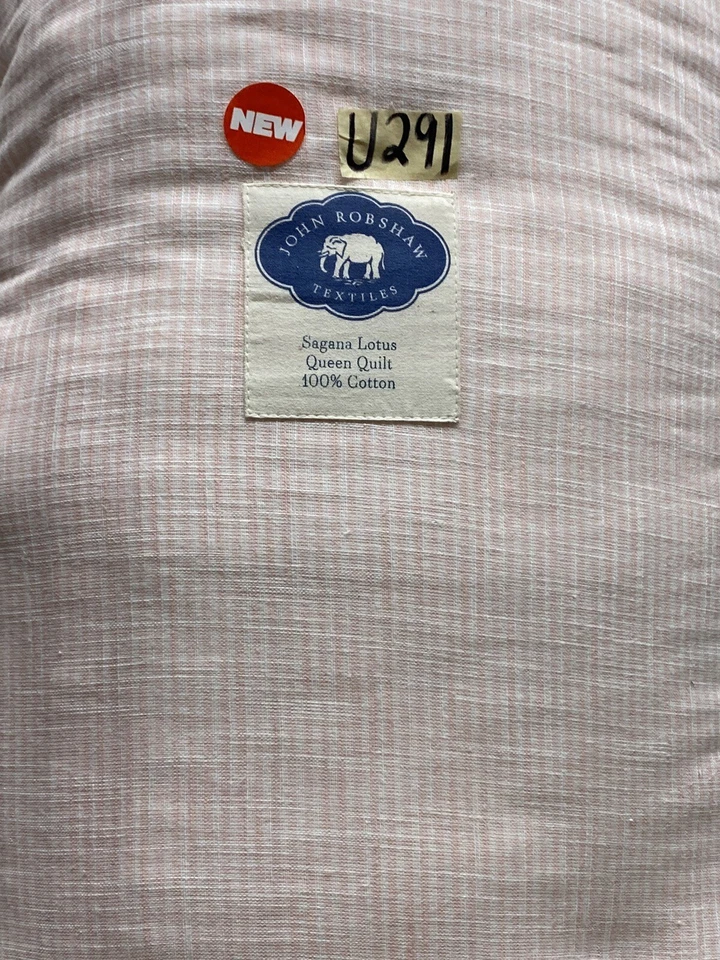 NEW
U291
JOHN ROBSHAW
TEXTILES
Sagana Lotus
Queen Quilt
100% Cotton